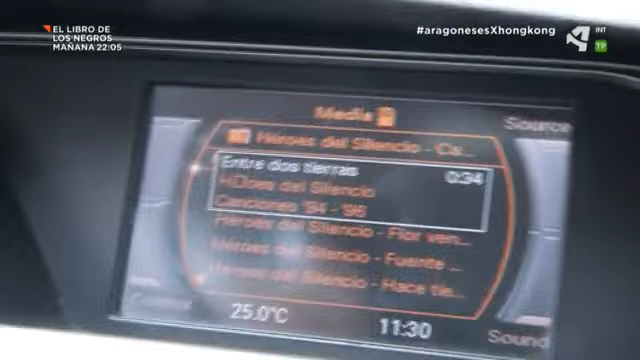 EL LIBRO DE
LOS NEGROS
MAÑANA 22:05
#aragonesesXhongkong
INT
TP
Media
Source
Héroes del Silencio - Ca...
Entre dos tierras 0:34
Héroes del Silencio
Canciones '84 - '96
Héroes del Silencio - Flor ven...
Héroes del Silencio - Fuente ...
Héroes del Silencio - Hace tie...
25.0°C
11:30
Sound